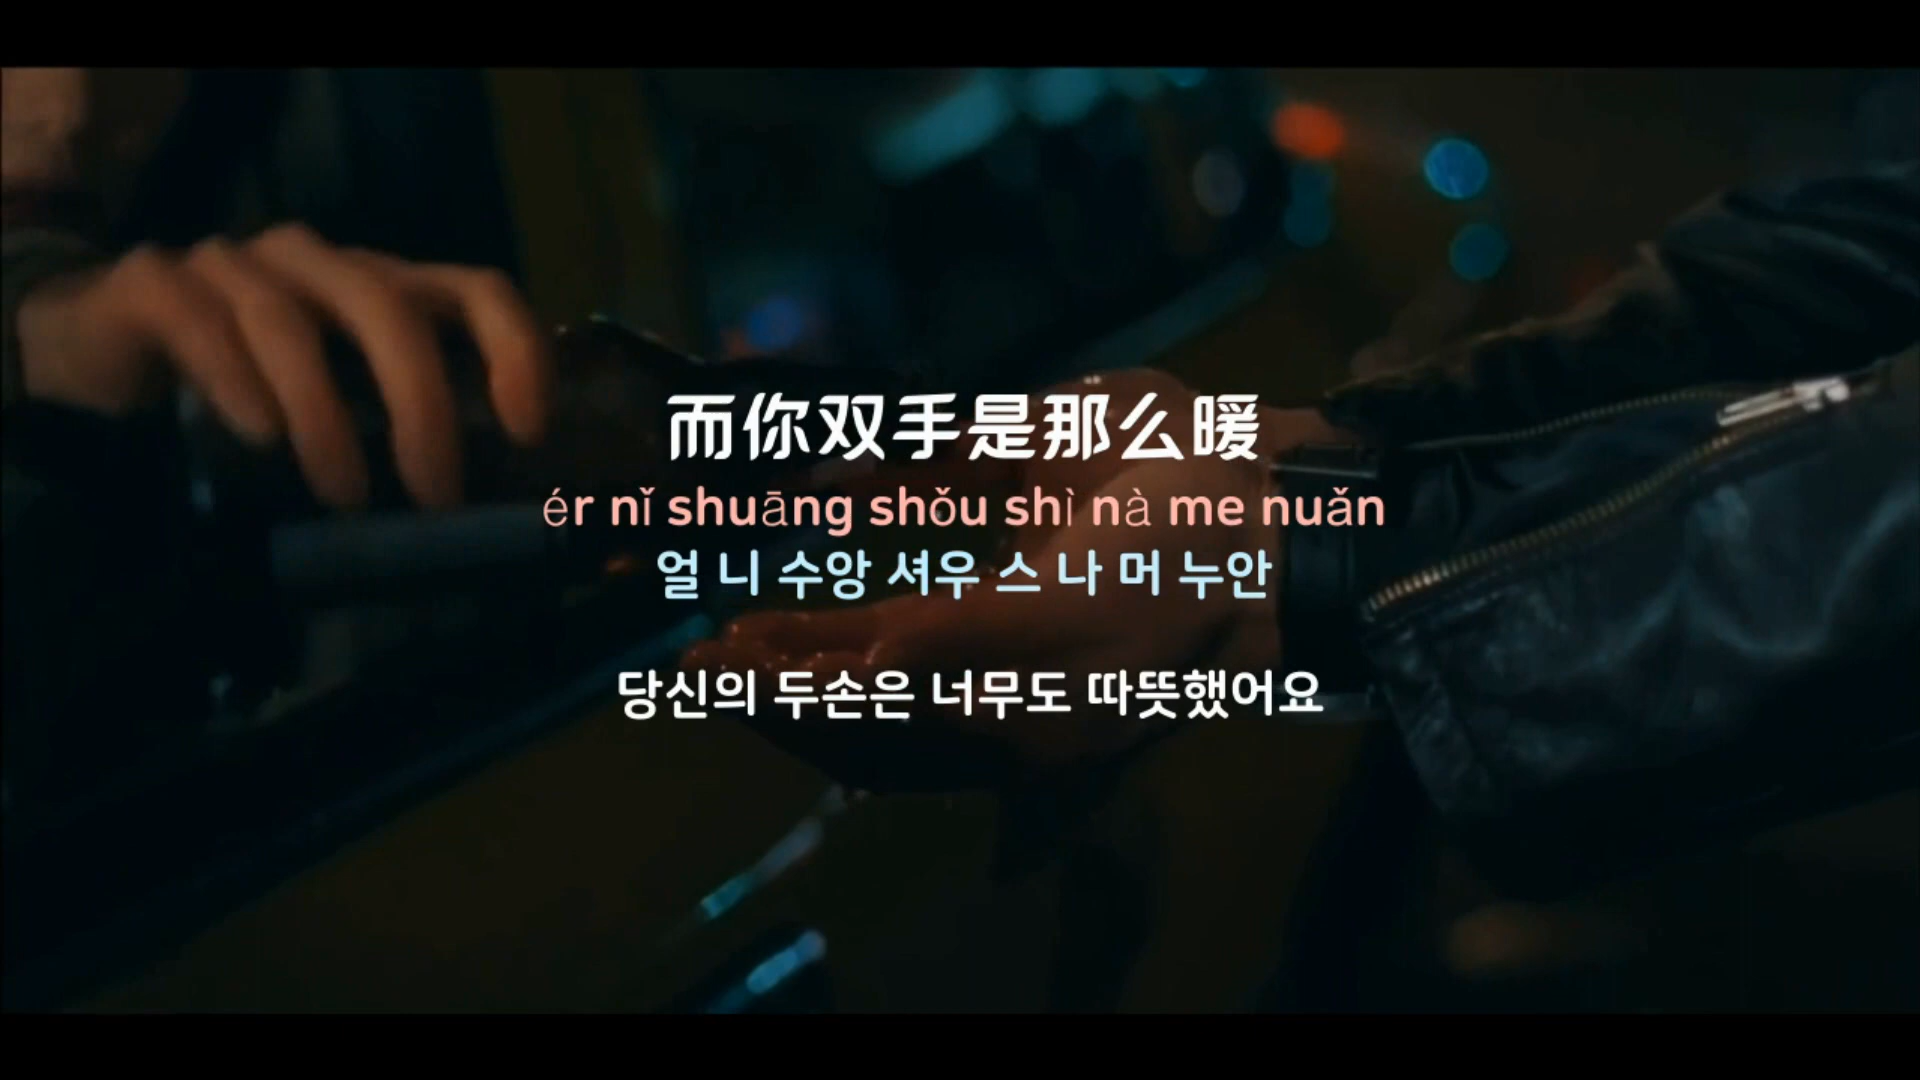 而你双手是那么暖
ér nǐ shuāng shǒu shì nà me nuǎn
얼 니 수앙 셔우 스 나 머 누안
당신의 두손은 너무도 따뜻했어요